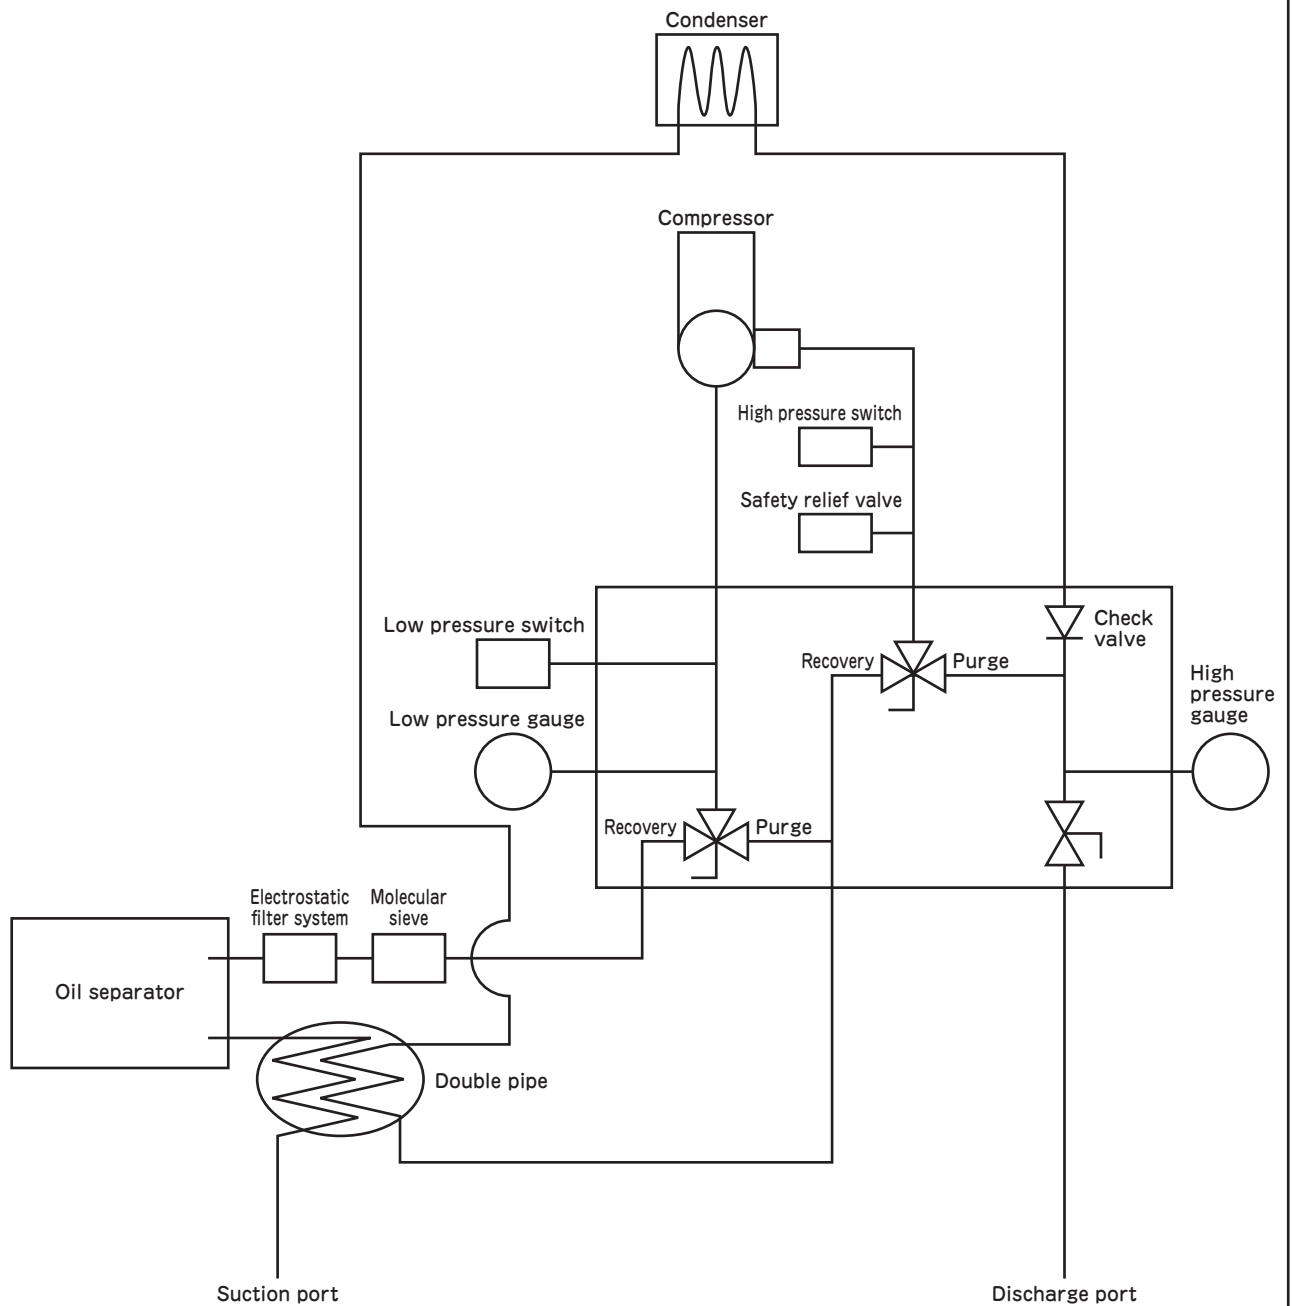 Condenser
Compressor
High pressure switch
Safety relief valve
Low pressure switch
Check
valve
Recovery
Purge
High
pressure
gauge
Low pressure gauge
Recovery
Purge
Electrostatic
filter system
Molecular
sieve
Oil separator
Double pipe
Suction port
Discharge port